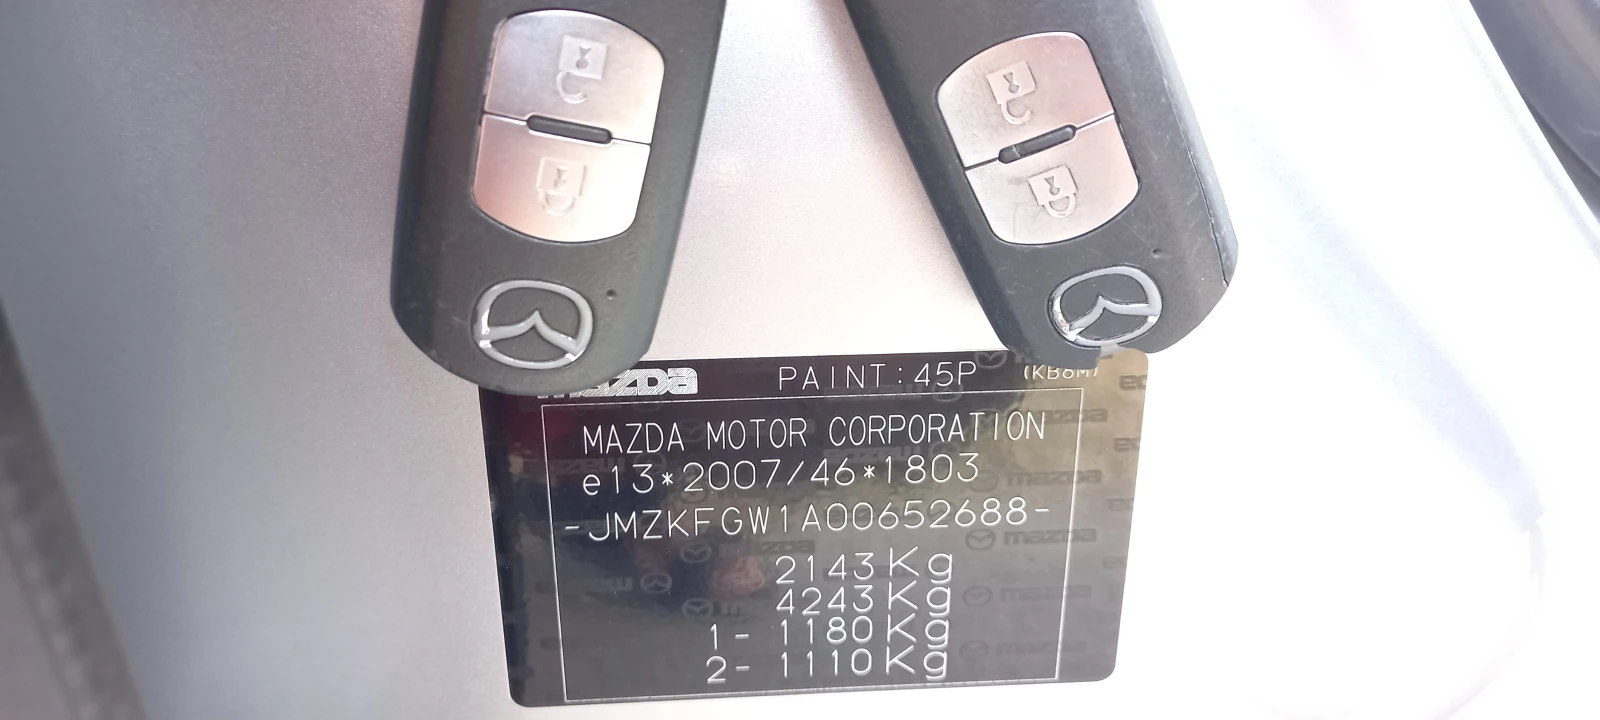 mazda PAINT:45P (KB8M)
MAZDA MOTOR CORPORATION
e13*2007/46*1803
-JMZKFGW1A00652688-
2143Kg
4243Kg
1- 1180Kg
2- 1110Kg